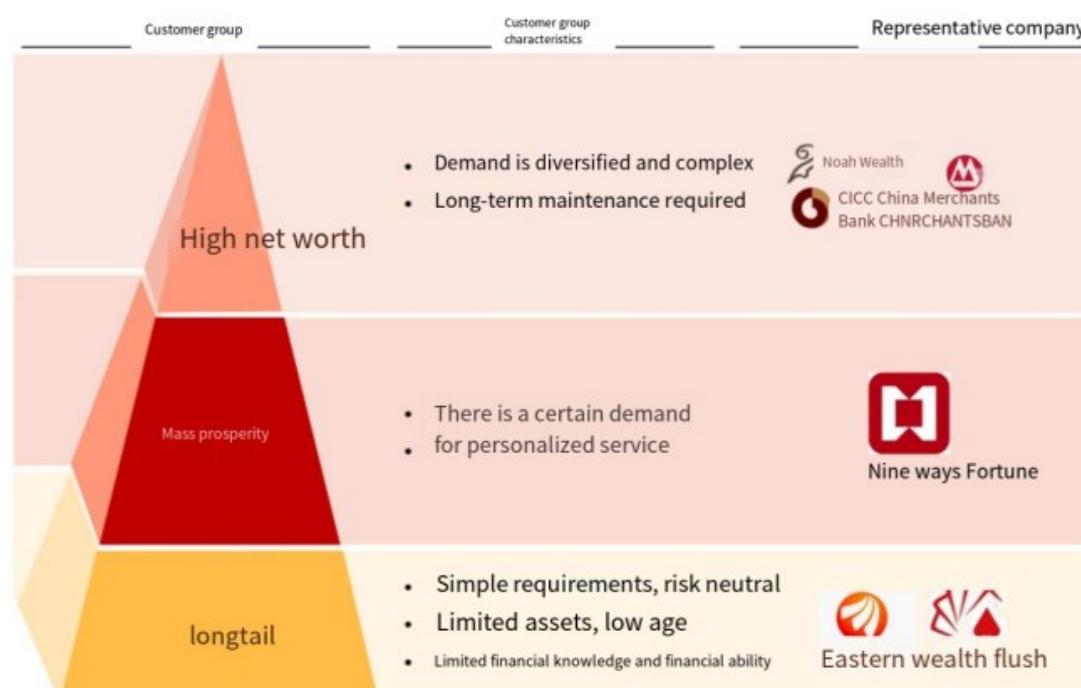 Customer group
Customer group
characteristics
Representative company
High net worth
• Demand is diversified and complex
• Long-term maintenance required
Noah Wealth
CICC China Merchants
Bank CHNRCHANTSBAN
Mass prosperity
• There is a certain demand
• for personalized service
Nine ways Fortune
longtail
• Simple requirements, risk neutral
• Limited assets, low age
• Limited financial knowledge and financial ability
Eastern wealth flush